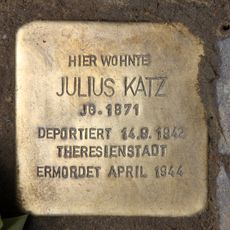 HIER WOHNTE
JULIUS KATZ
JG. 1871
DEPORTIERT 14.9.1942
THERESIENSTADT
ERMORDET APRIL 1944